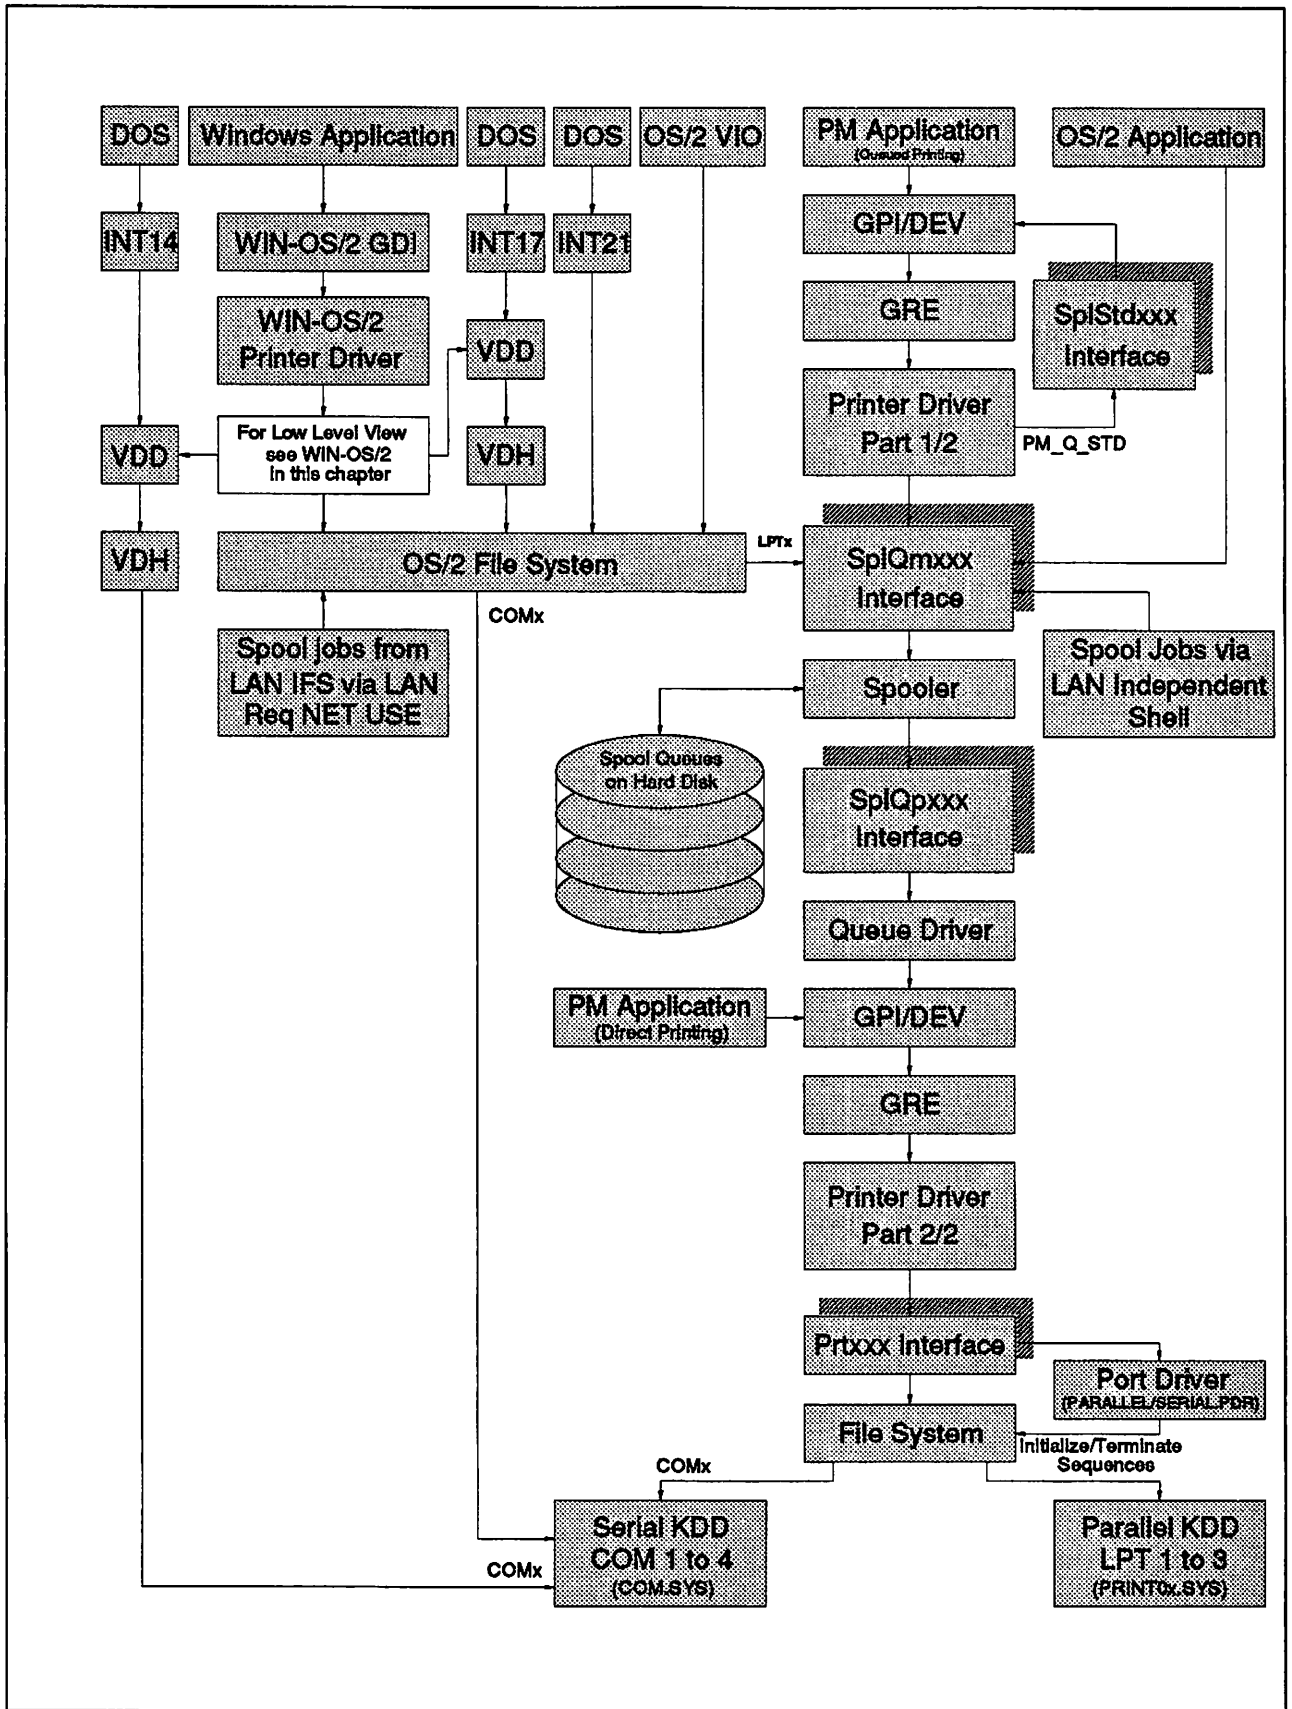 DOS
Windows Application
DOS
DOS
OS/2 VIO
PM Application
(Queued Printing)
OS/2 Application
INT14
WIN-OS/2 GDI
INT17
INT21
GPI/DEV
WIN-OS/2
Printer Driver
VDD
GRE
SplStdxxx
Interface
Printer Driver
Part 1/2
PM_Q_STD
VDD
For Low Level View
see WIN-OS/2
in this chapter
VDH
VDH
OS/2 File System
LPTx
SplQmxxx
Interface
COMx
Spool jobs from
LAN IFS via LAN
Req NET USE
Spooler
Spool Jobs via
LAN Independent
Shell
Spool Queues
on Hard Disk
SplQpxxx
Interface
Queue Driver
PM Application
(Direct Printing)
GPI/DEV
GRE
Printer Driver
Part 2/2
Prtxxx Interface
Port Driver
(PARALLEL/SERIAL.PDR)
File System
Initialize/Terminate
Sequences
COMx
Serial KDD
COM 1 to 4
(COM.SYS)
COMx
Parallel KDD
LPT 1 to 3
(PRINT0x.SYS)